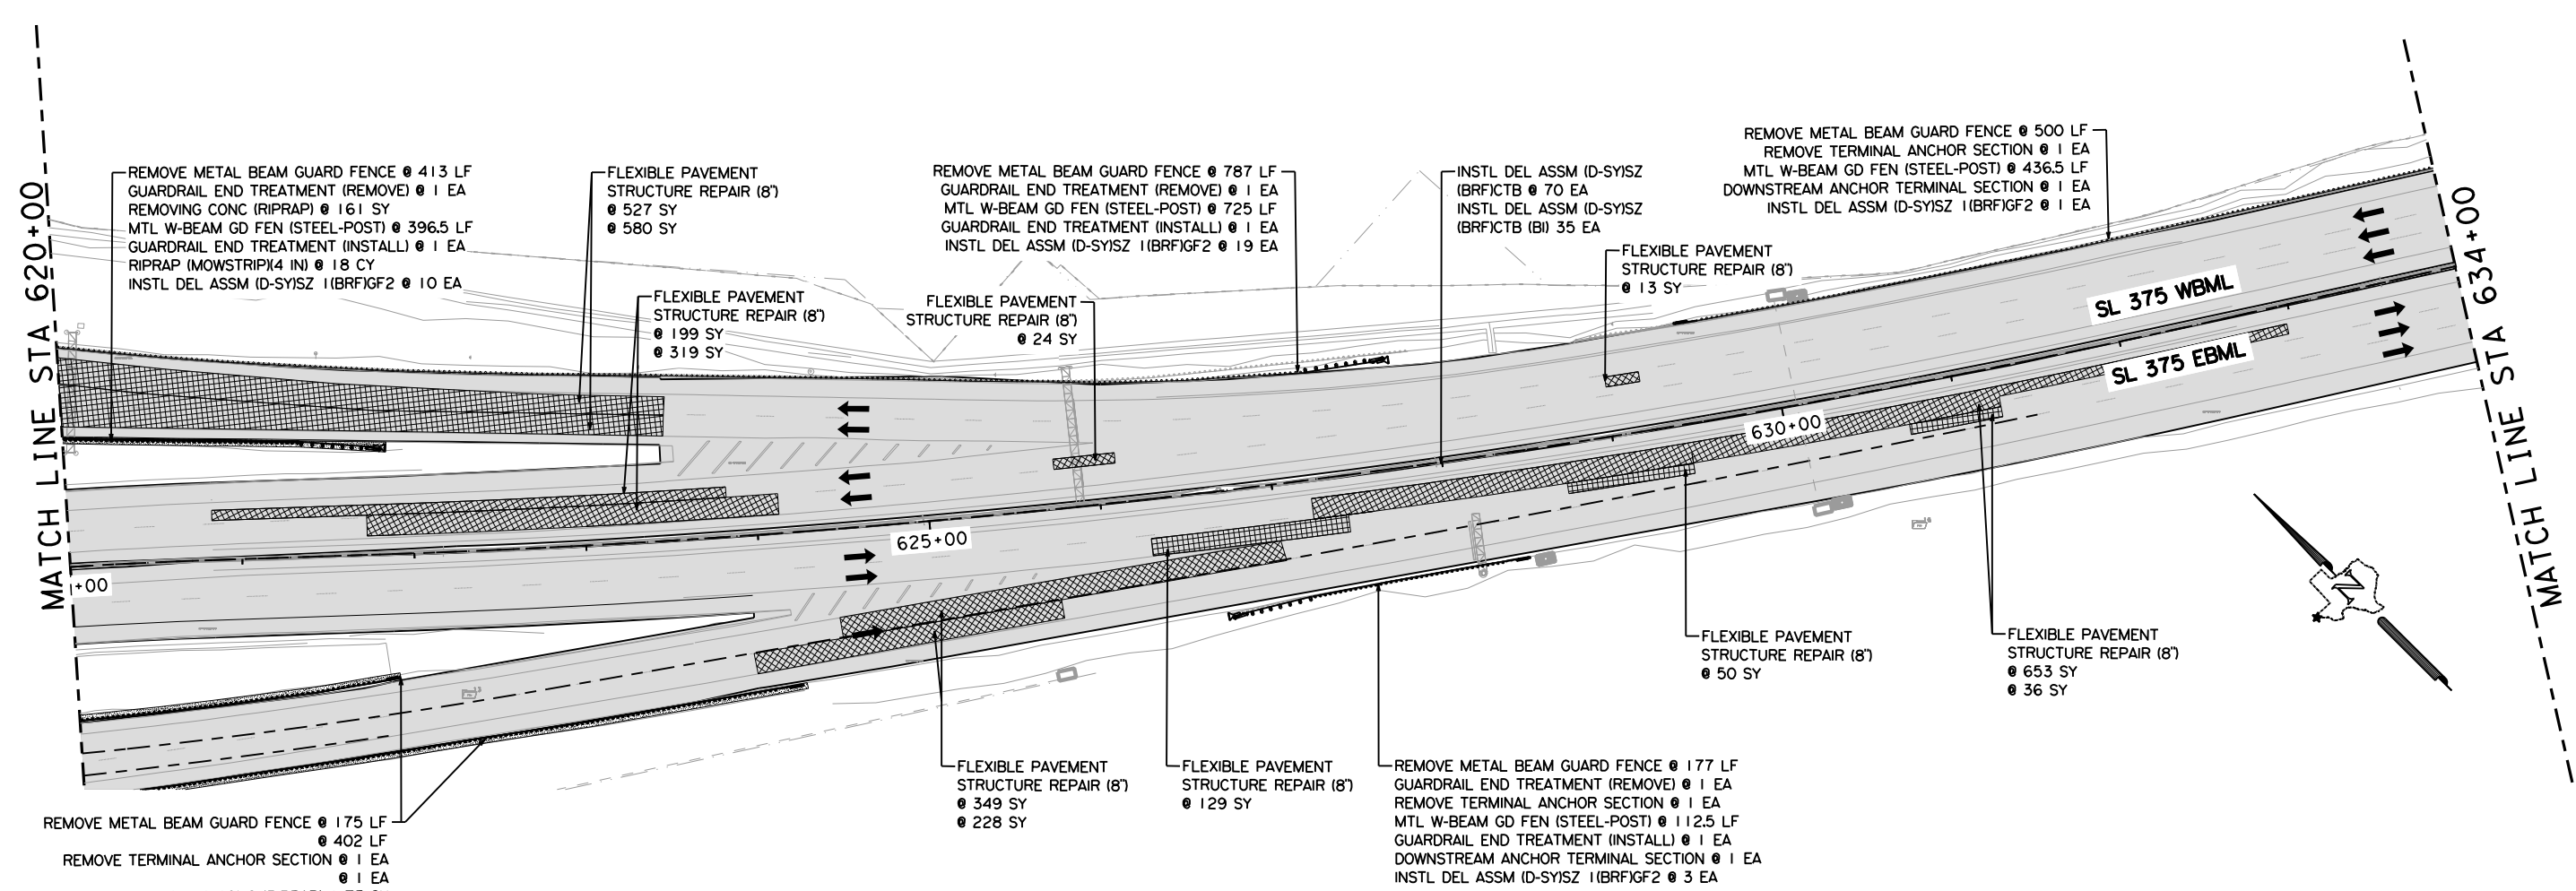 MATCH LINE STA 620+00
REMOVE METAL BEAM GUARD FENCE @ 413 LF
GUARDRAIL END TREATMENT (REMOVE) @ 1 EA
REMOVING CONC (RIPRAP) @ 161 SY
MTL W-BEAM GD FEN (STEEL-POST) @ 396.5 LF
GUARDRAIL END TREATMENT (INSTALL) @ 1 EA
RIPRAP (MOWSTRIP)(4 IN) @ 18 CY
INSTL DEL ASSM (D-SY)SZ 1(BRF)GF2 @ 10 EA
FLEXIBLE PAVEMENT
STRUCTURE REPAIR (8")
@ 527 SY
@ 580 SY
FLEXIBLE PAVEMENT
STRUCTURE REPAIR (8")
@ 199 SY
@ 319 SY
REMOVE METAL BEAM GUARD FENCE @ 787 LF
GUARDRAIL END TREATMENT (REMOVE) @ 1 EA
MTL W-BEAM GD FEN (STEEL-POST) @ 725 LF
GUARDRAIL END TREATMENT (INSTALL) @ 1 EA
INSTL DEL ASSM (D-SY)SZ 1(BRF)GF2 @ 19 EA
FLEXIBLE PAVEMENT
STRUCTURE REPAIR (8")
@ 24 SY
INSTL DEL ASSM (D-SY)SZ
(BRF)CTB @ 70 EA
INSTL DEL ASSM (D-SY)SZ
(BRF)CTB (BI) 35 EA
FLEXIBLE PAVEMENT
STRUCTURE REPAIR (8")
@ 13 SY
REMOVE METAL BEAM GUARD FENCE @ 500 LF
REMOVE TERMINAL ANCHOR SECTION @ 1 EA
MTL W-BEAM GD FEN (STEEL-POST) @ 436.5 LF
DOWNSTREAM ANCHOR TERMINAL SECTION @ 1 EA
INSTL DEL ASSM (D-SY)SZ 1(BRF)GF2 @ 1 EA
SL 375 WBML
SL 375 EBML
MATCH LINE STA 634+00
630+00
625+00
+00
N
FLEXIBLE PAVEMENT
STRUCTURE REPAIR (8")
@ 50 SY
FLEXIBLE PAVEMENT
STRUCTURE REPAIR (8")
@ 653 SY
@ 36 SY
FLEXIBLE PAVEMENT
STRUCTURE REPAIR (8")
@ 349 SY
@ 228 SY
FLEXIBLE PAVEMENT
STRUCTURE REPAIR (8")
@ 129 SY
REMOVE METAL BEAM GUARD FENCE @ 177 LF
GUARDRAIL END TREATMENT (REMOVE) @ 1 EA
REMOVE TERMINAL ANCHOR SECTION @ 1 EA
MTL W-BEAM GD FEN (STEEL-POST) @ 112.5 LF
GUARDRAIL END TREATMENT (INSTALL) @ 1 EA
DOWNSTREAM ANCHOR TERMINAL SECTION @ 1 EA
INSTL DEL ASSM (D-SY)SZ 1(BRF)GF2 @ 3 EA
REMOVE METAL BEAM GUARD FENCE @ 175 LF
@ 402 LF
REMOVE TERMINAL ANCHOR SECTION @ 1 EA
@ 1 EA